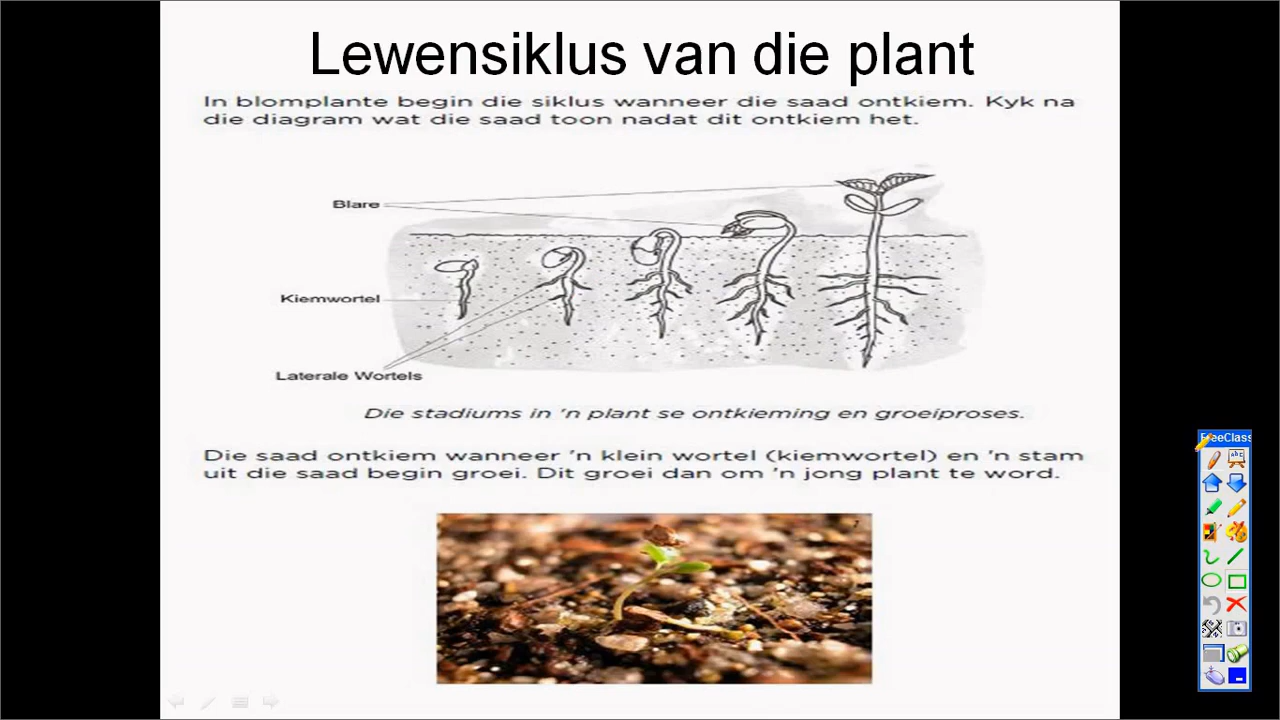 Lewensiklus van die plant
In blomplante begin die siklus wanneer die saad ontkiem. Kyk na
die diagram wat die saad toon nadat dit ontkiem het.
Blare
Kiemwortel
Laterale Wortels
Die stadiums in 'n plant se ontkieming en groeiproses.
Die saad ontkiem wanneer 'n klein wortel (kiemwortel) en 'n stam
uit die saad begin groei. Dit groei dan om 'n jong plant te word.
FreeClass